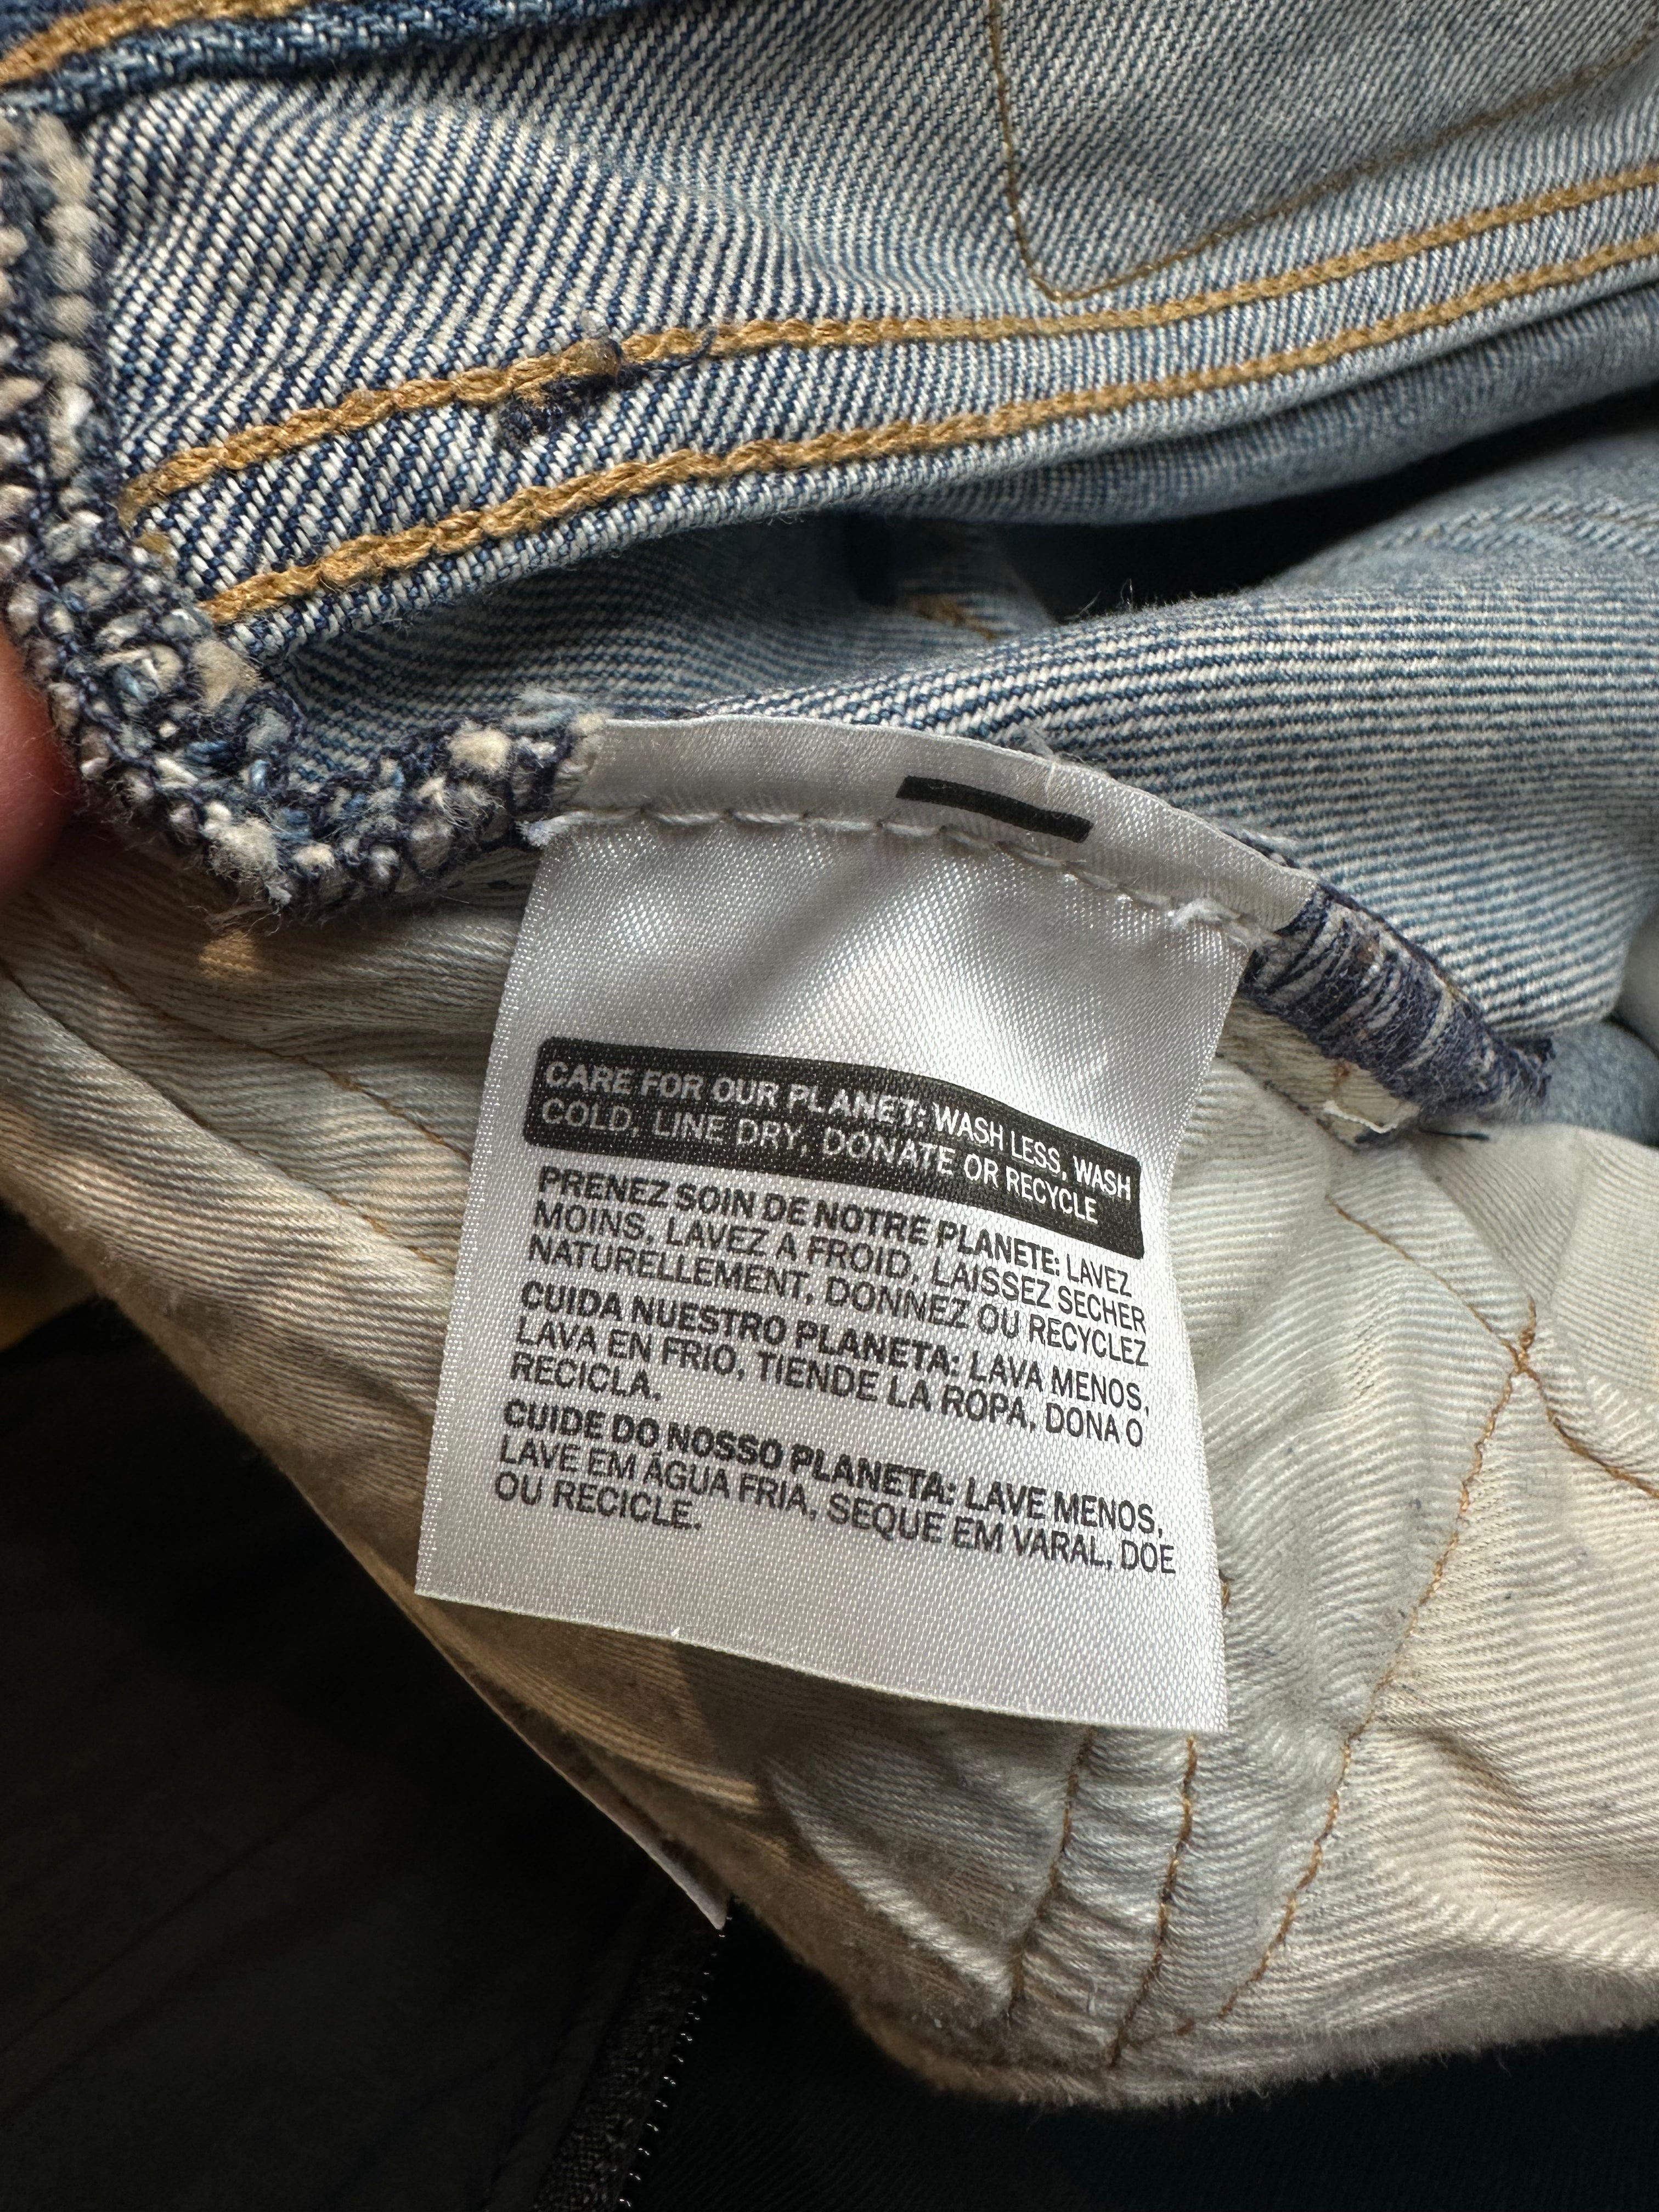 CARE FOR OUR PLANET: WASH LESS, WASH
COLD, LINE DRY, DONATE OR RECYCLE
PRENEZ SOIN DE NOTRE PLANETE: LAVEZ
MOINS, LAVEZ A FROID, LAISSEZ SECHER
NATURELLEMENT, DONNEZ OU RECYCLEZ
CUIDA NUESTRO PLANETA: LAVA MENOS,
LAVA EN FRIO, TIENDE LA ROPA, DONA O
RECICLA.
CUIDE DO NOSSO PLANETA: LAVE MENOS,
LAVE EM ÁGUA FRIA, SEQUE EM VARAL, DOE
OU RECICLE.